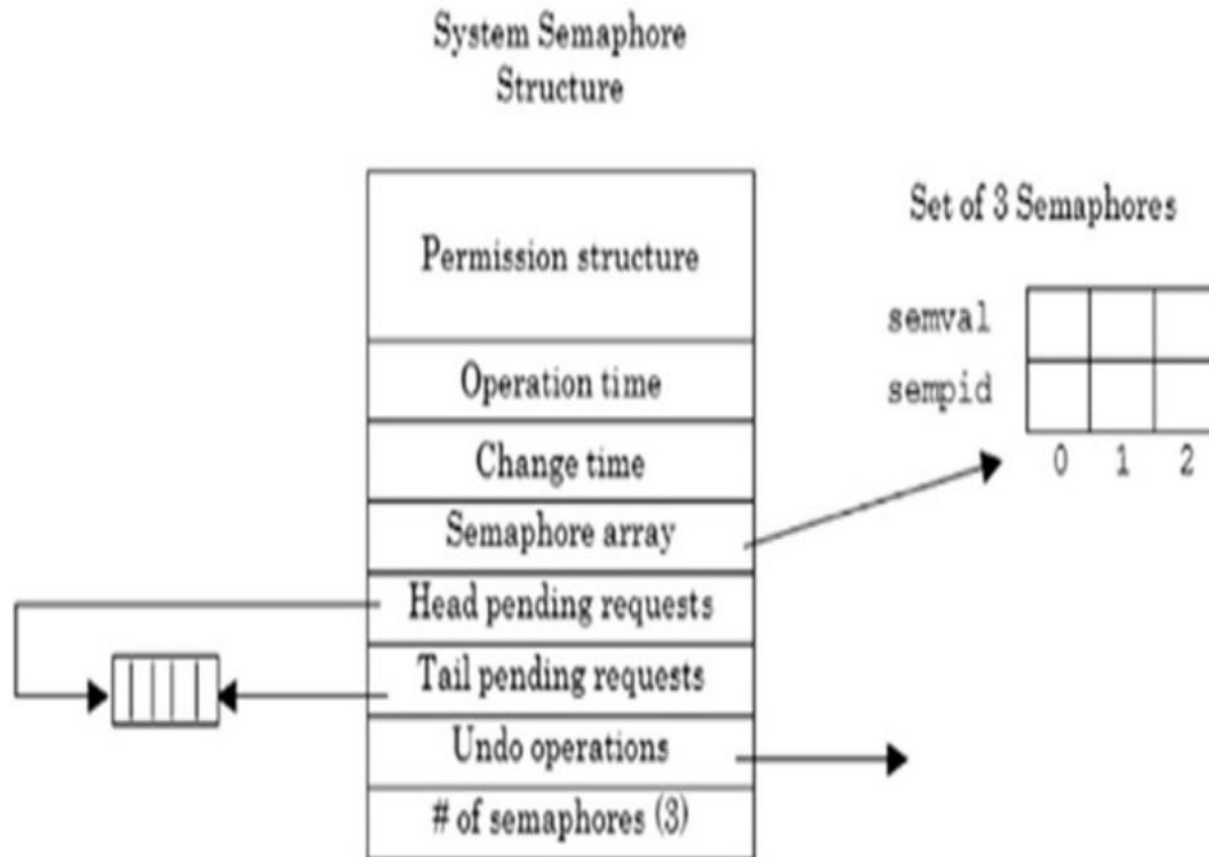 System Semaphore
Structure
Permission structure
Operation time
Change time
Semaphore array
Head pending requests
Tail pending requests
Undo operations
# of semaphores (3)
Set of 3 Semaphores
semval
sempid
0 1 2